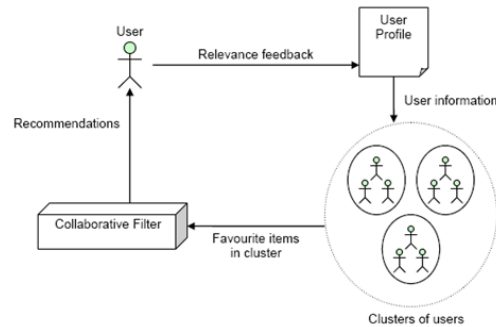 User
User
Profile
Relevance feedback
User information
Recommendations
Collaborative Filter
Favourite items
in cluster
Clusters of users